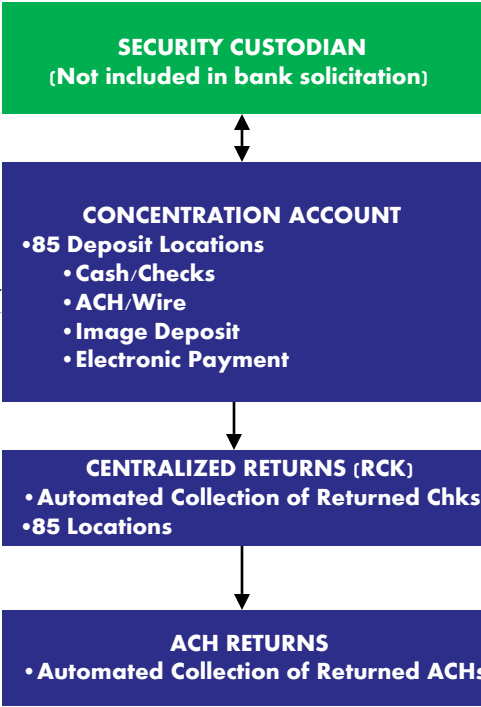 SECURITY CUSTODIAN
(Not included in bank solicitation)
CONCENTRATION ACCOUNT
•85 Deposit Locations
•Cash/Checks
•ACH/Wire
•Image Deposit
•Electronic Payment
CENTRALIZED RETURNS (RCK)
•Automated Collection of Returned Chks
•85 Locations
ACH RETURNS
•Automated Collection of Returned ACHs